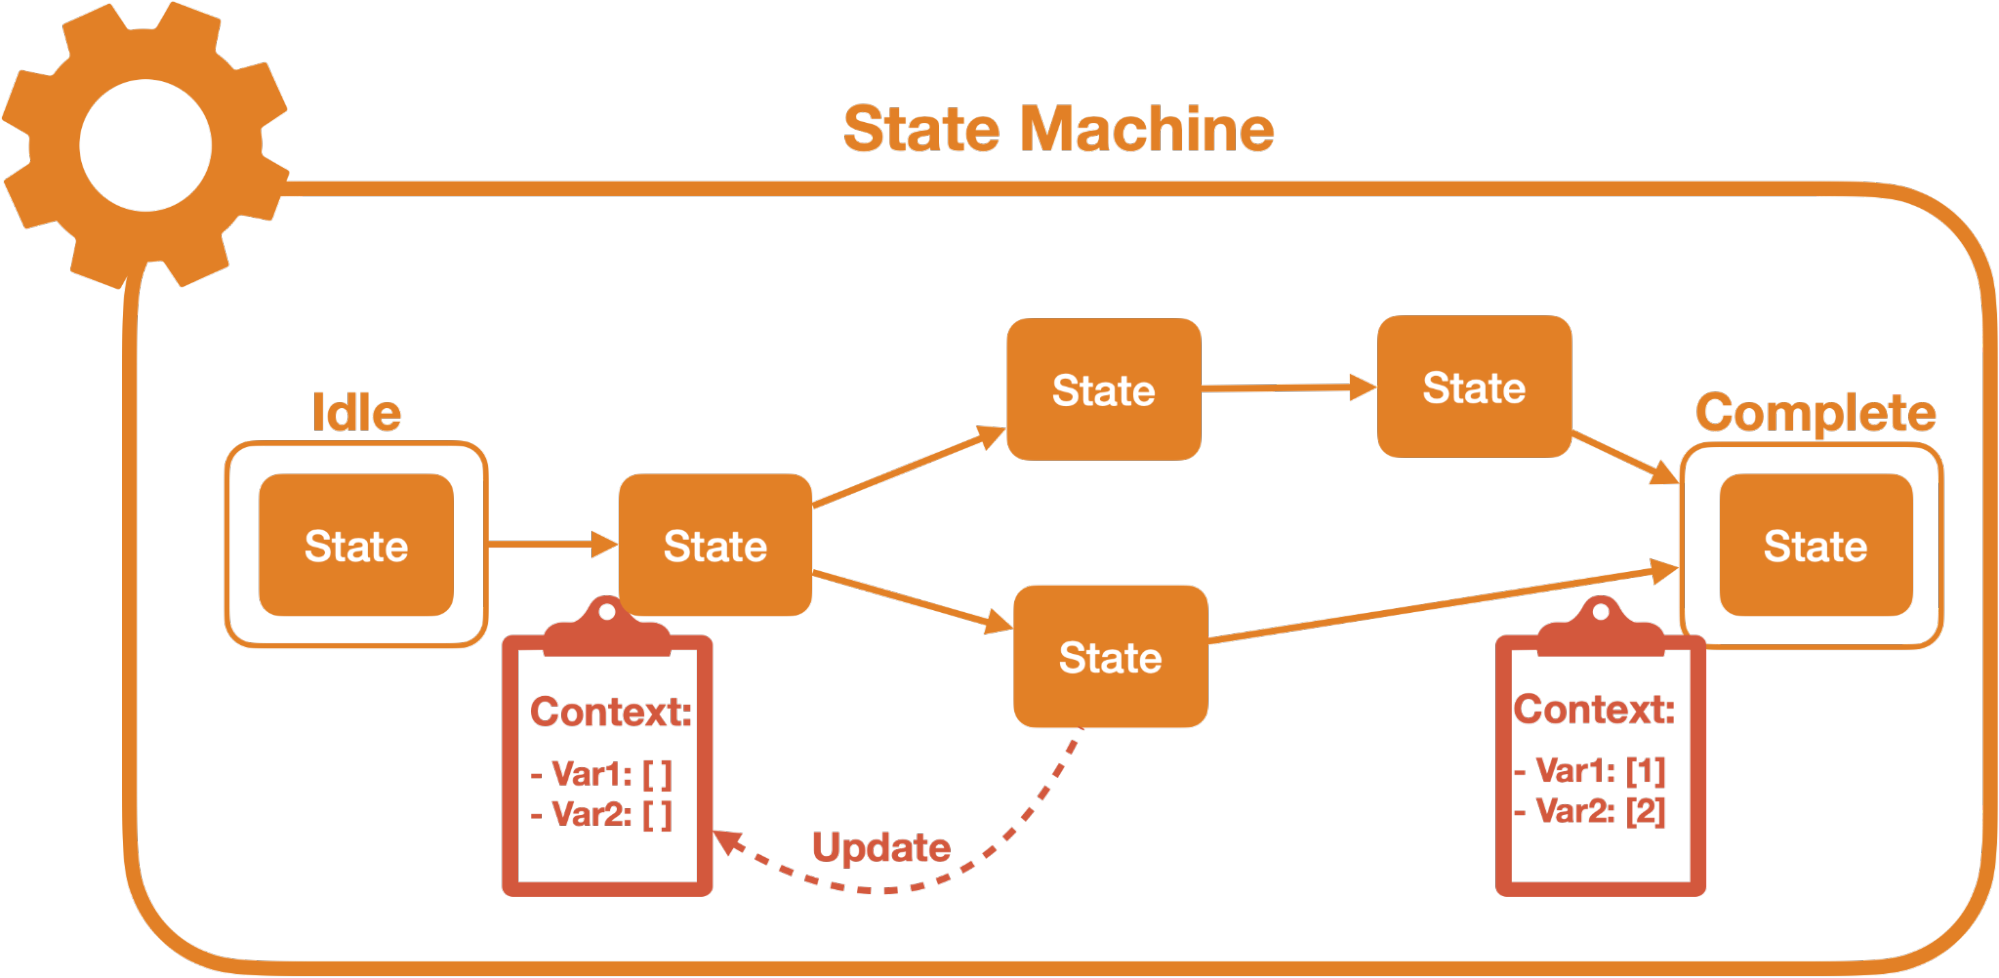 State Machine
Idle
State
State
State
State
State
Complete
State
Context:
- Var1: [ ]
- Var2: [ ]
Update
Context:
- Var1: [1]
- Var2: [2]